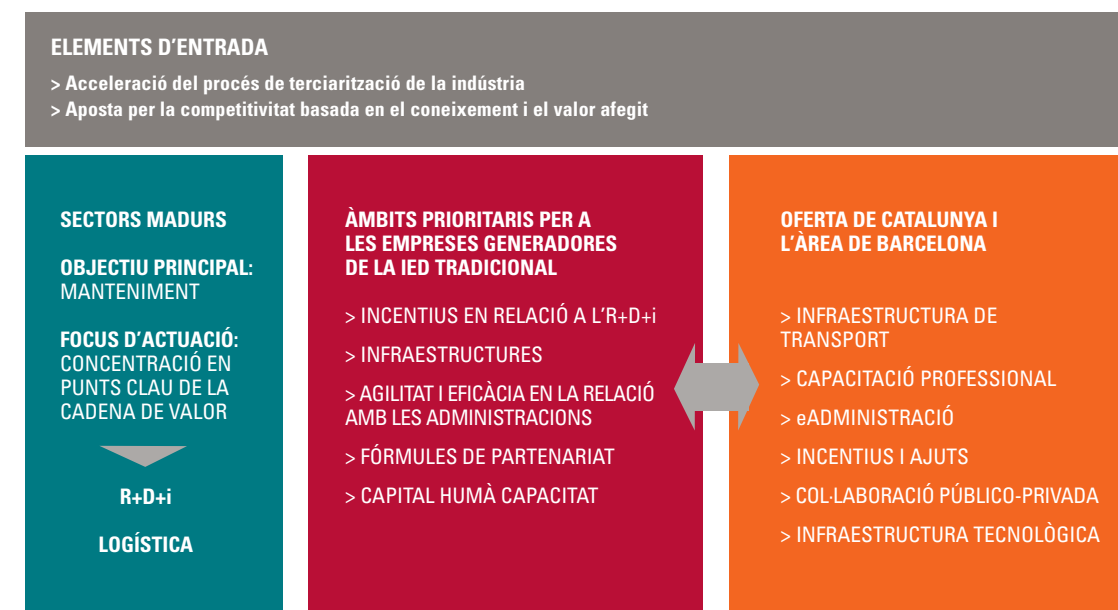 ELEMENTS D'ENTRADA
> Acceleració del procés de terciarització de la indústria
> Aposta per la competitivitat basada en el coneixement i el valor afegit
SECTORS MADURS
OBJECTIU PRINCIPAL:
MANTENIMENT
FOCUS D'ACTUACIÓ:
CONCENTRACIÓ EN
PUNTS CLAU DE LA
CADENA DE VALOR
R+D+i
LOGÍSTICA
ÀMBITS PRIORITARIS PER A
LES EMPRESES GENERADORES
DE LA IED TRADICIONAL
> INCENTIUS EN RELACIÓ A L'R+D+i
> INFRAESTRUCTURES
> AGILITAT I EFICÀCIA EN LA RELACIÓ
AMB LES ADMINISTRACIONS
> FÓRMULES DE PARTENARIAT
> CAPITAL HUMÀ CAPACITAT
OFERTA DE CATALUNYA I
L'ÀREA DE BARCELONA
> INFRAESTRUCTURA DE
TRANSPORT
> CAPACITACIÓ PROFESSIONAL
> eADMINISTRACIÓ
> INCENTIUS I AJUTS
> COL·LABORACIÓ PÚBLICO-PRIVADA
> INFRAESTRUCTURA TECNOLÒGICA